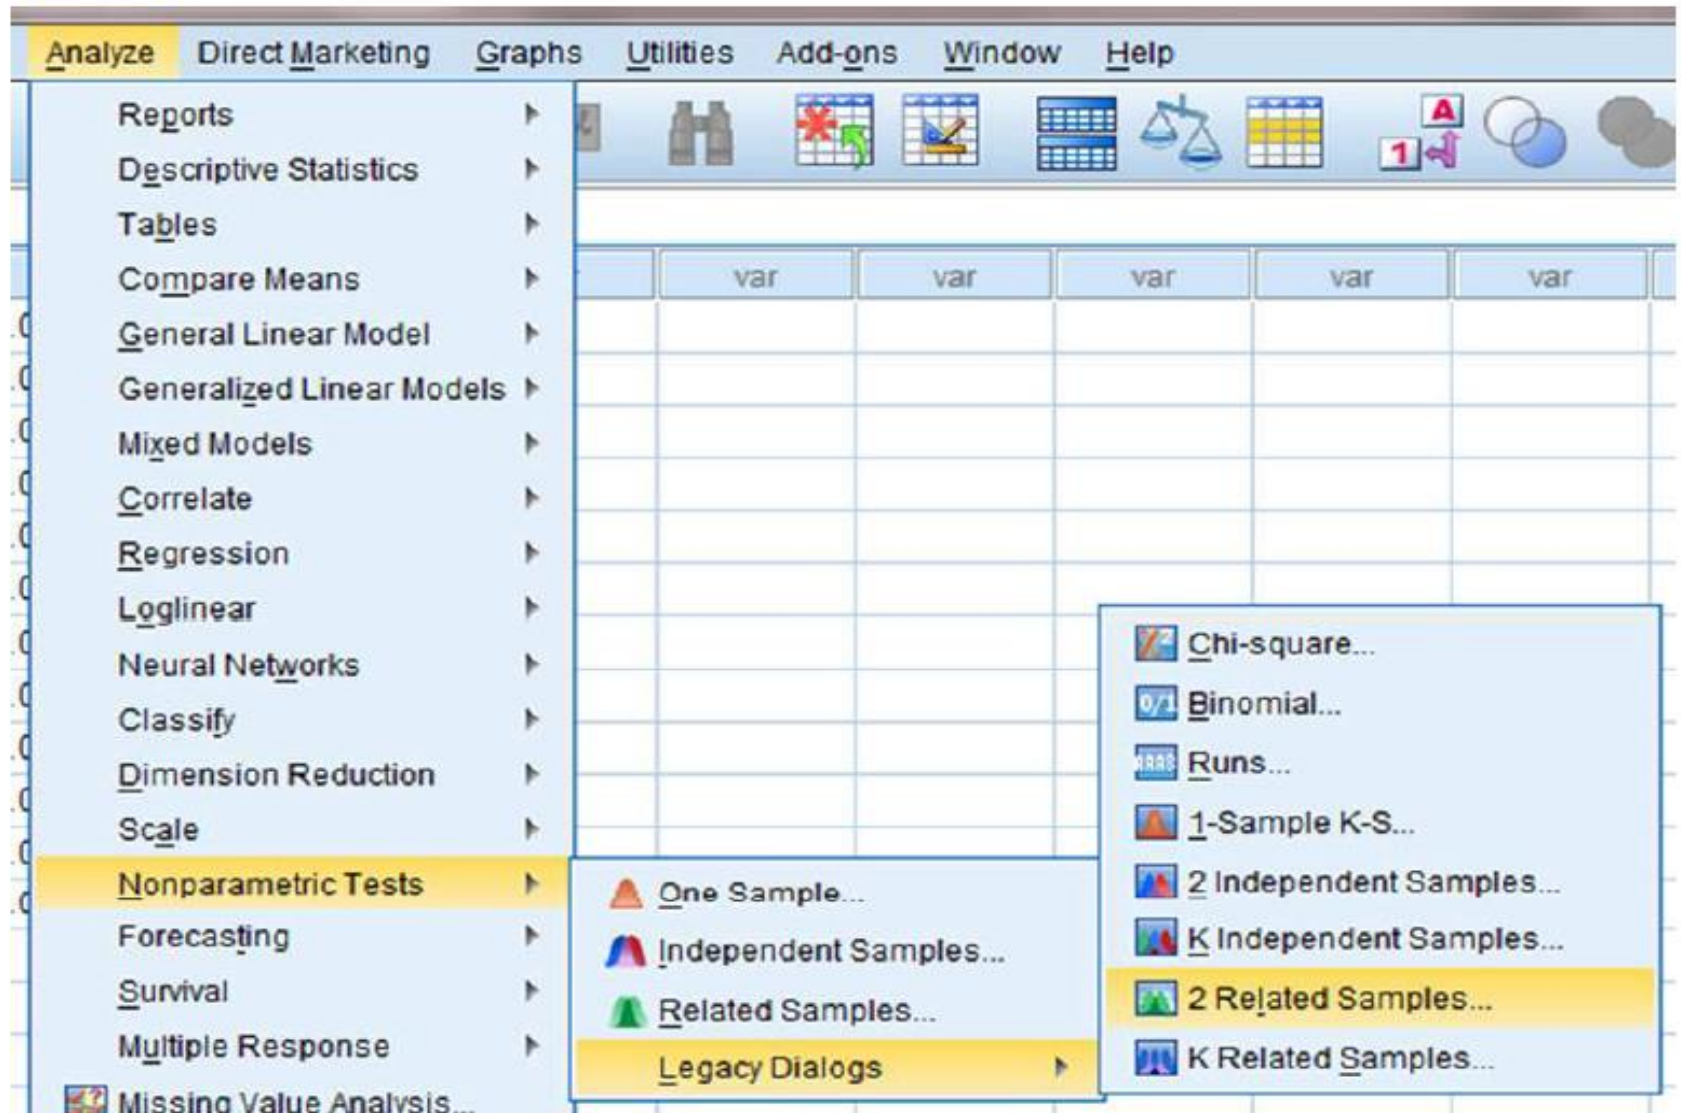 Analyze Direct Marketing Graphs Utilities Add-ons Window Help
Reports
Descriptive Statistics
Tables
Compare Means
General Linear Model
Generalized Linear Models
Mixed Models
Correlate
Regression
Loglinear
Neural Networks
Classify
Dimension Reduction
Scale
Nonparametric Tests
Forecasting
Survival
Multiple Response
Missing Value Analysis...
A
1
var var var var var
One Sample...
Independent Samples...
Related Samples...
Legacy Dialogs
Chi-square...
0/1 Binomial...
Runs...
1-Sample K-S...
2 Independent Samples...
K Independent Samples...
2 Related Samples...
K Related Samples...